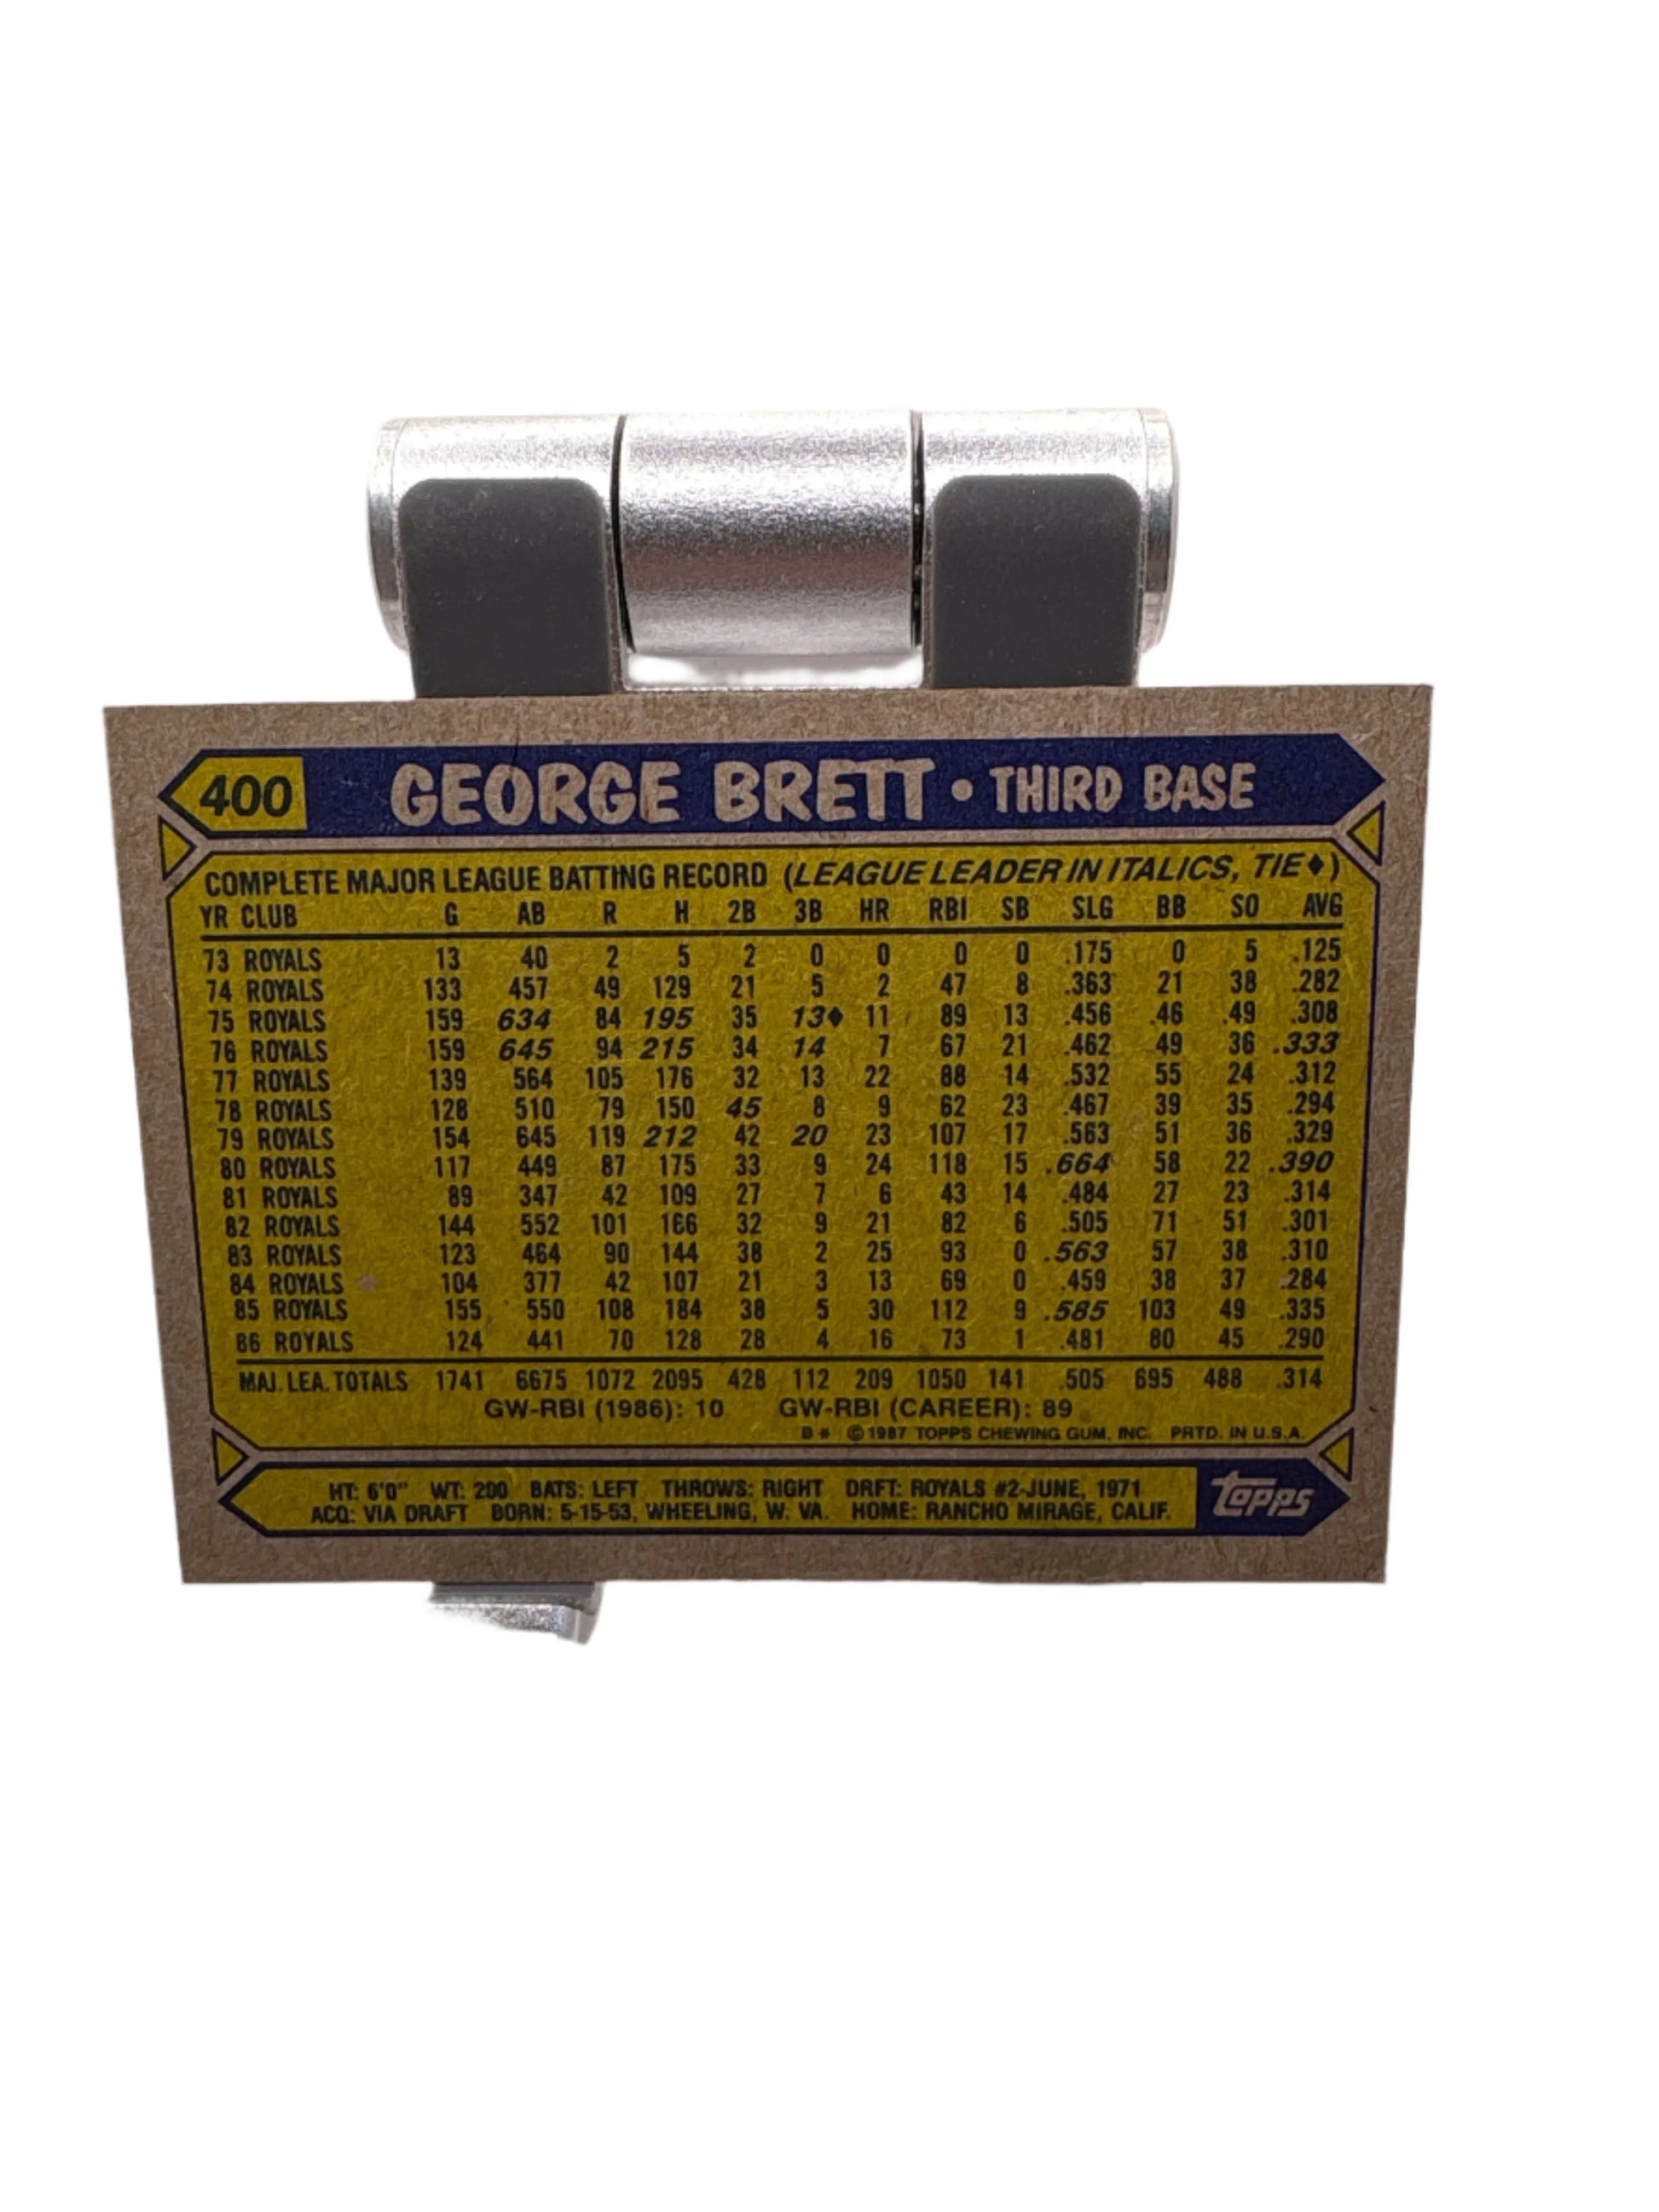 400 GEORGE BRETT • THIRD BASE
COMPLETE MAJOR LEAGUE BATTING RECORD (LEAGUE LEADER IN ITALICS, TIE♦)
YR CLUB G AB R H 2B 3B HR RBI SB SLG BB SO AVG
73 ROYALS 13 40 2 5 2 0 0 0 0 .175 0 5 .125
74 ROYALS 133 457 49 129 21 5 2 47 8 .363 21 38 .282
75 ROYALS 159 634 84 195 35 13♦ 11 89 13 .456 46 49 .308
76 ROYALS 159 645 94 215 34 14 7 67 21 .462 49 36 .333
77 ROYALS 139 564 105 176 32 13 22 88 14 .532 55 24 .312
78 ROYALS 128 510 79 150 45 8 9 62 23 .467 39 35 .294
79 ROYALS 154 645 119 212 42 20 23 107 17 .563 51 36 .329
80 ROYALS 117 449 87 175 33 9 24 118 15 .664 58 22 .390
81 ROYALS 89 347 42 109 27 7 6 43 14 .484 27 23 .314
82 ROYALS 144 552 101 166 32 9 21 82 6 .505 71 51 .301
83 ROYALS 123 464 90 144 38 2 25 93 0 .563 57 38 .310
84 ROYALS 104 377 42 107 21 3 13 69 0 .459 38 37 .284
85 ROYALS 155 550 108 184 38 5 30 112 9 .585 103 49 .335
86 ROYALS 124 441 70 128 28 4 16 73 1 .481 80 45 .290
MAJ. LEA. TOTALS 1741 6675 1072 2095 428 112 209 1050 141 .505 695 488 .314
GW-RBI (1986): 10 GW-RBI (CAREER): 89
B* ©1987 TOPPS CHEWING GUM, INC. PRTD. IN U.S.A.
HT: 6'0" WT: 200 BATS: LEFT THROWS: RIGHT DRFT: ROYALS #2-JUNE, 1971
ACQ: VIA DRAFT BORN: 5-15-53, WHEELING, W. VA. HOME: RANCHO MIRAGE, CALIF.
topps